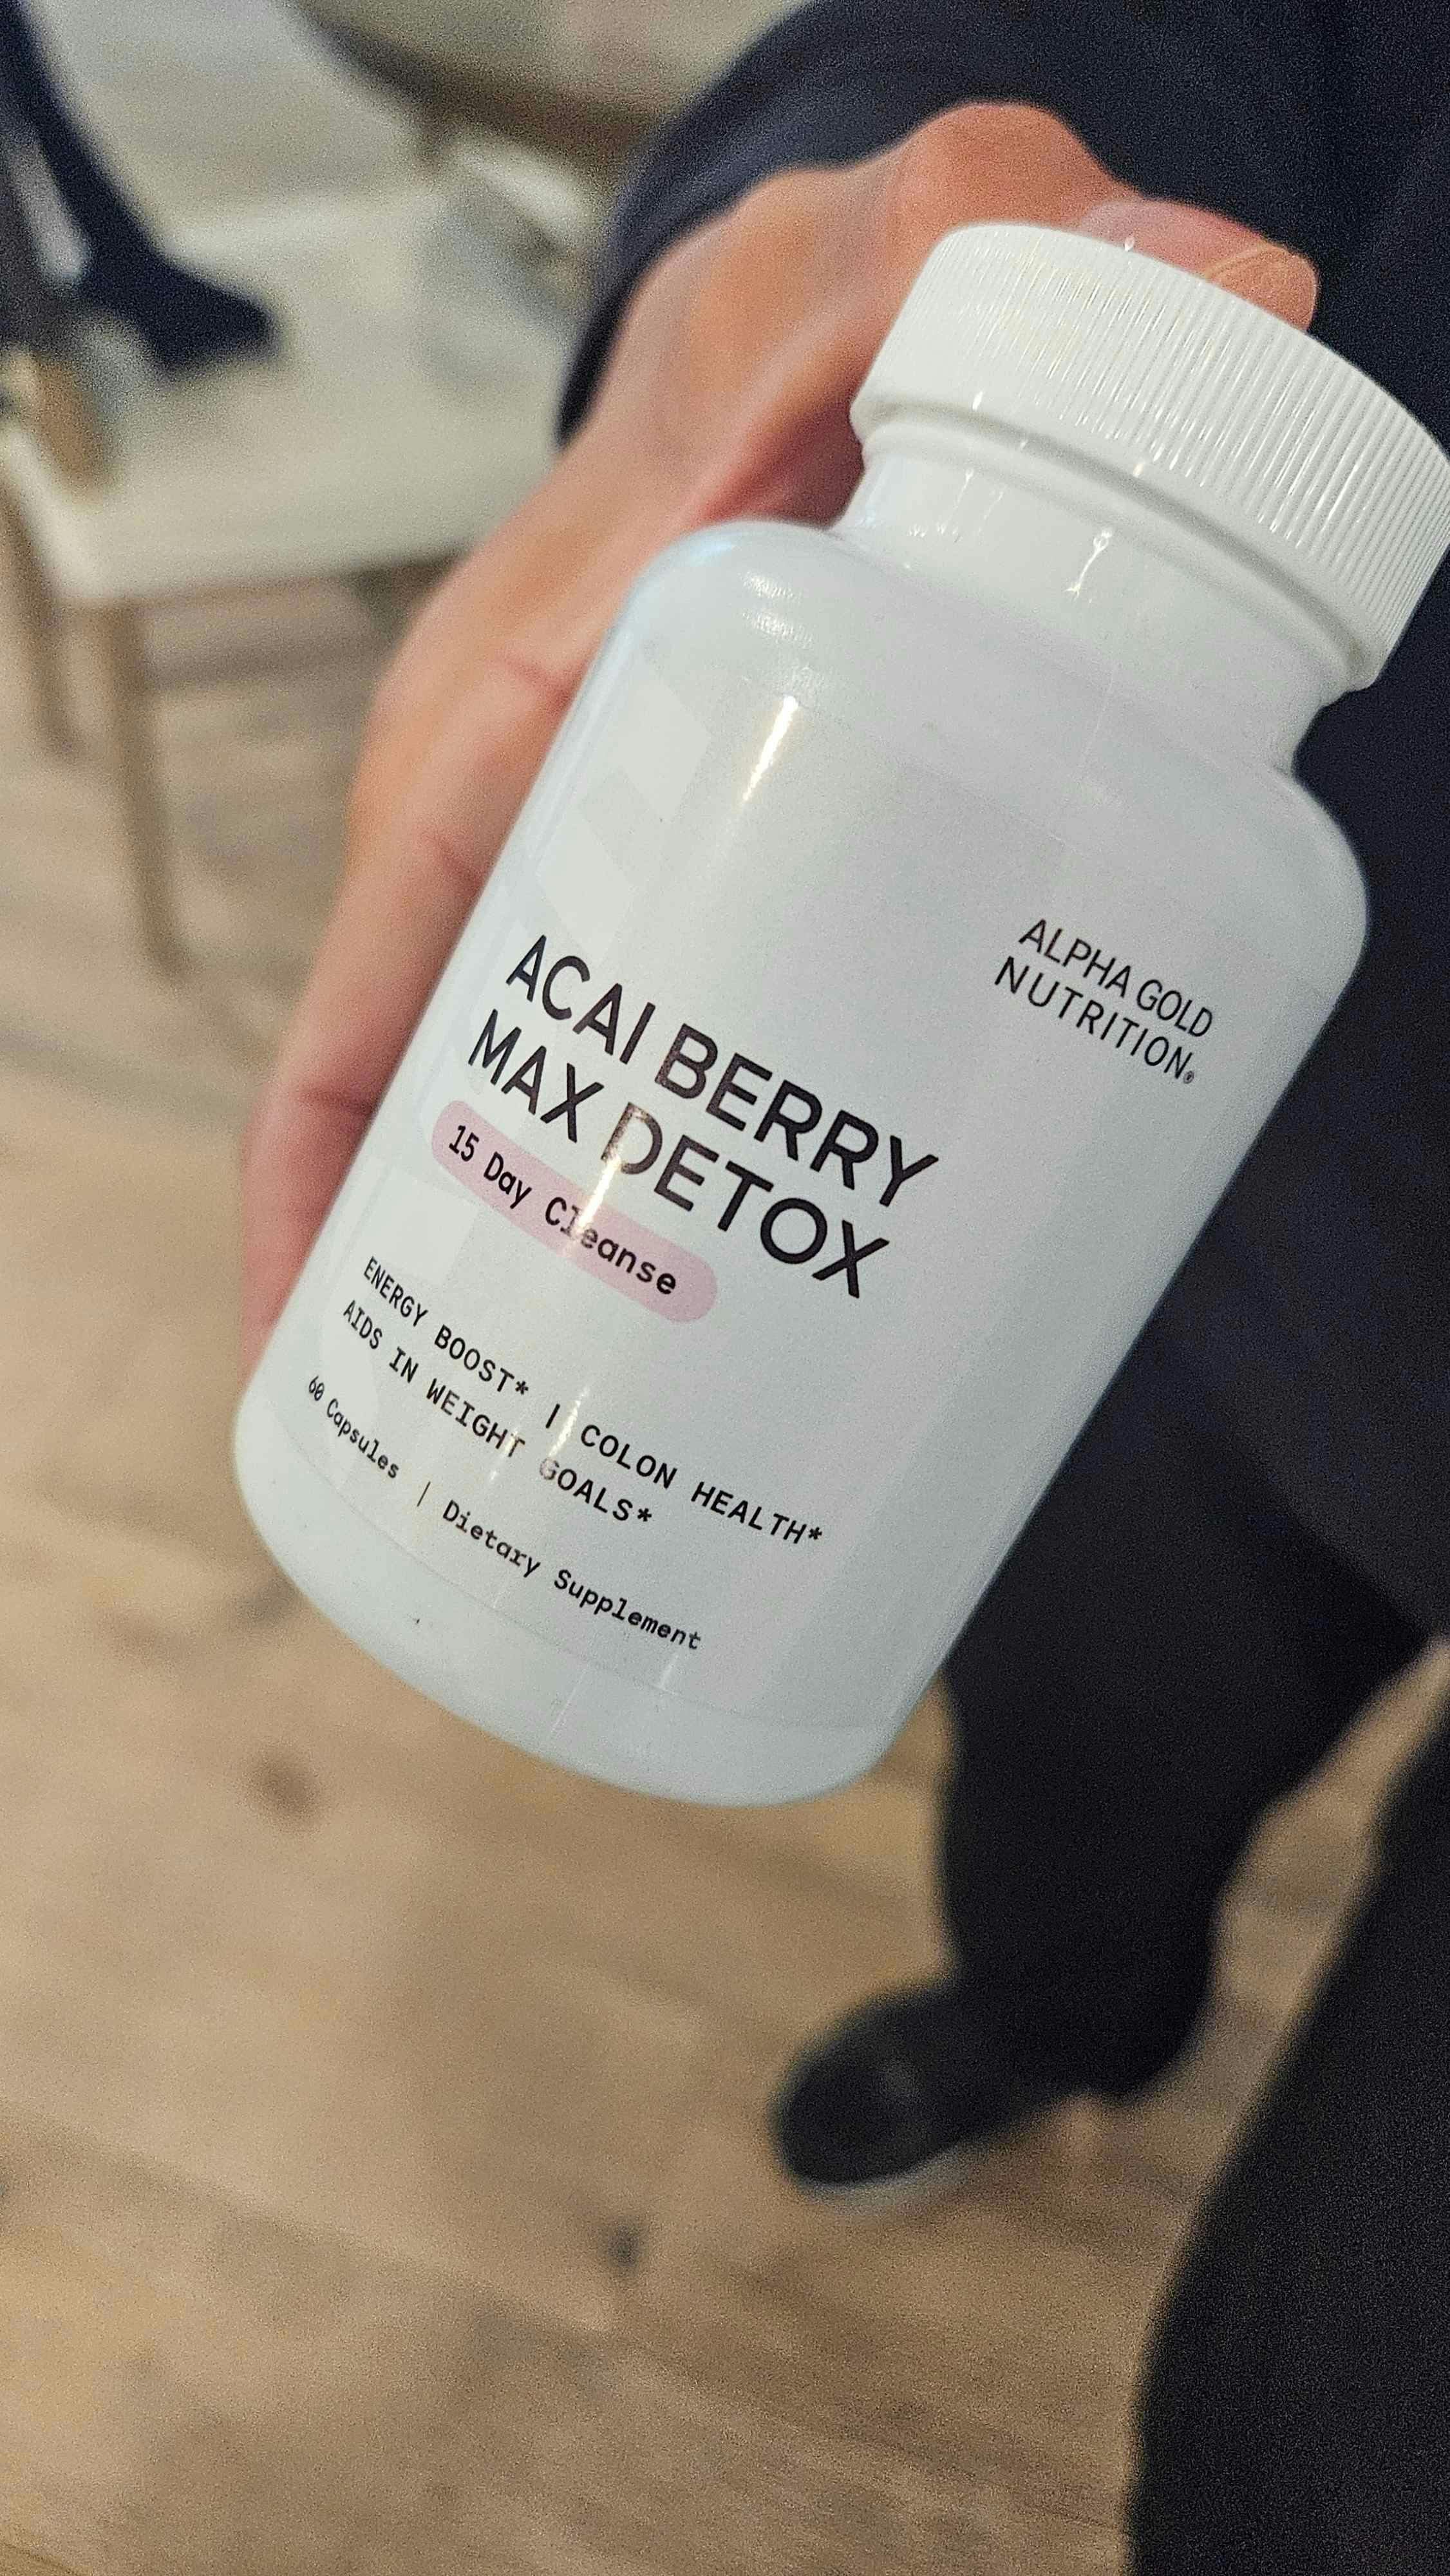 ALPHA GOLD
NUTRITION®
ACAI BERRY
MAX DETOX
15 Day Cleanse
ENERGY BOOST* | COLON HEALTH*
AIDS IN WEIGHT GOALS*
60 Capsules | Dietary Supplement